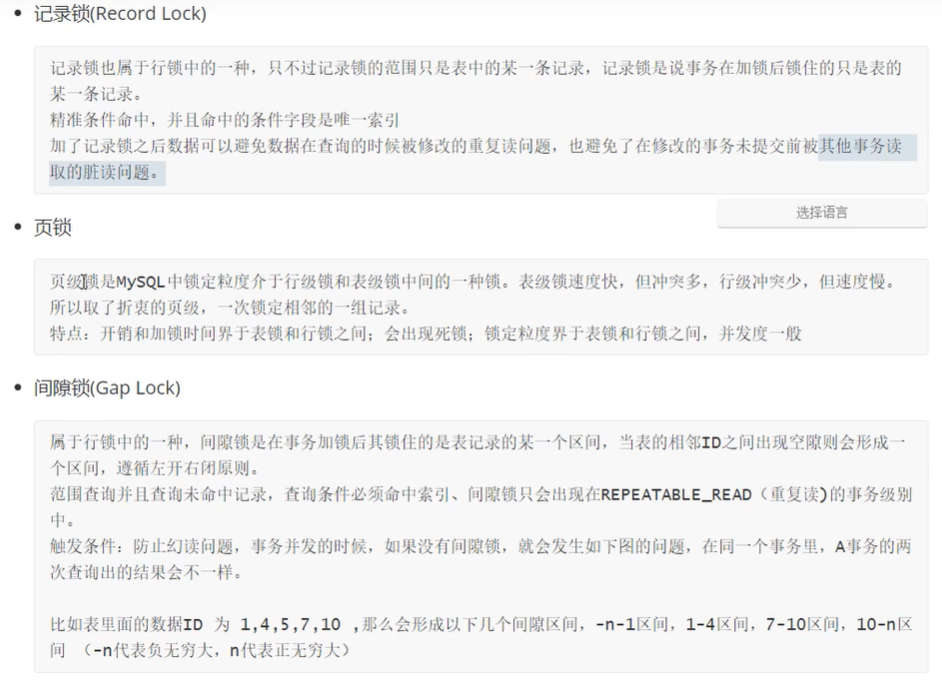 记录锁(Record Lock)
记录锁也属于行锁中的一种，只不过记录锁的范围只是表中的某一条记录，记录锁是说事务在加锁后锁住的只是表的
某一条记录。
精准条件命中，并且命中的条件字段是唯一索引
加了记录锁之后数据可以避免数据在查询的时候被修改的重复读问题，也避免了在修改的事务未提交前被其他事务读
取的脏读问题。
选择语言
页锁
页级锁是MySQL中锁定粒度介于行级锁和表级锁中间的一种锁。表级锁速度快，但冲突多，行级冲突少，但速度慢。
所以取了折衷的页级，一次锁定相邻的一组记录。
特点：开销和加锁时间界于表锁和行锁之间；会出现死锁；锁定粒度界于表锁和行锁之间，并发度一般
间隙锁(Gap Lock)
属于行锁中的一种，间隙锁是在事务加锁后其锁住的是表记录的某一个区间，当表的相邻ID之间出现空隙则会形成一
个区间，遵循左开右闭原则。
范围查询并且查询未命中记录，查询条件必须命中索引、间隙锁只会出现在REPEATABLE_READ（重复读)的事务级别
中。
触发条件：防止幻读问题，事务并发的时候，如果没有间隙锁，就会发生如下图的问题，在同一个事务里，A事务的两
次查询出的结果会不一样。
比如表里面的数据ID 为 1,4,5,7,10 ,那么会形成以下几个间隙区间，-n-1区间，1-4区间，7-10区间，10-n区
间 （-n代表负无穷大，n代表正无穷大）